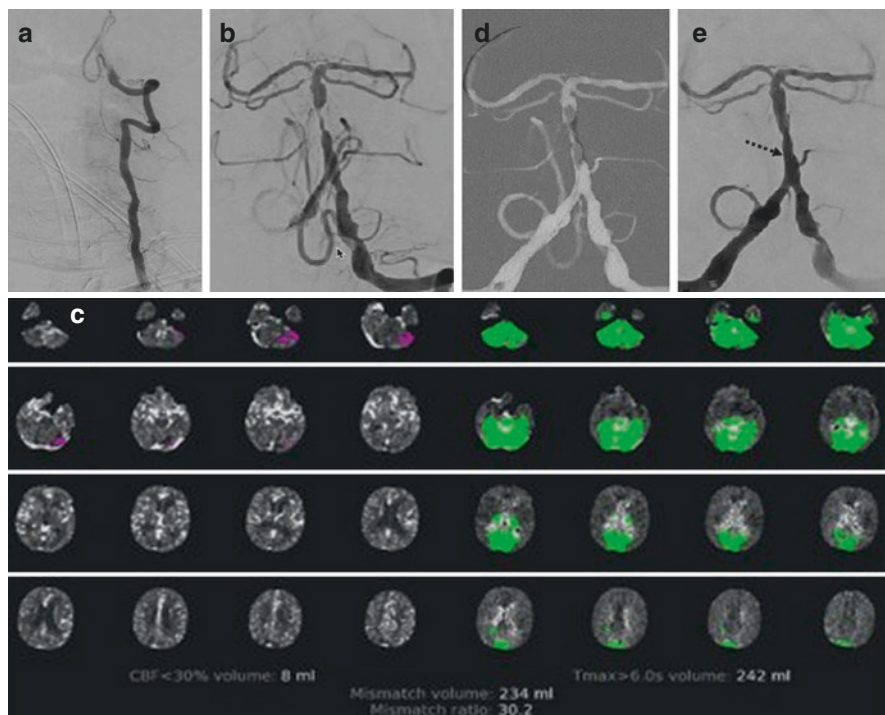 a
b
d
e
c
CBF<30% volume: 8 ml
Tmax>6.0s volume: 242 ml
Mismatch volume: 234 ml
Mismatch ratio: 30.2